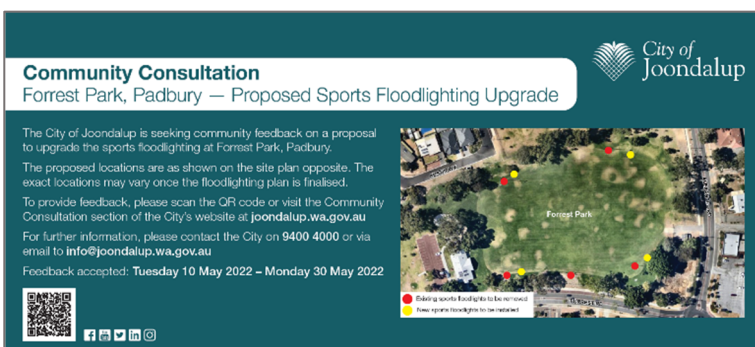 City of
Joondalup
Community Consultation
Forrest Park, Padbury — Proposed Sports Floodlighting Upgrade
The City of Joondalup is seeking community feedback on a proposal
to upgrade the sports floodlighting at Forrest Park, Padbury.
The proposed locations are as shown on the site plan opposite. The
exact locations may vary once the floodlighting plan is finalised.
To provide feedback, please scan the QR code or visit the Community
Consultation section of the City's website at joondalup.wa.gov.au
For further information, please contact the City on 9400 4000 or via
email to info@joondalup.wa.gov.au
Feedback accepted: Tuesday 10 May 2022 – Monday 30 May 2022
Forrest Park
Existing sports floodlights to be removed
New sports floodlights to be installed